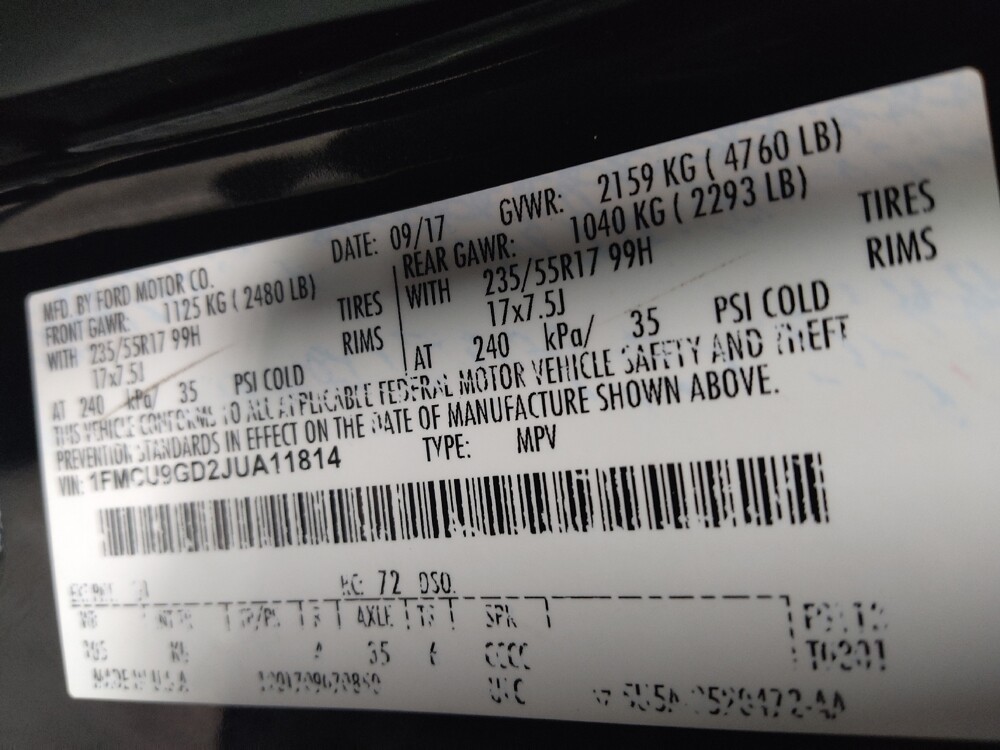 MFD. BY FORD MOTOR CO.
DATE: 09/17 GVWR: 2159 KG ( 4760 LB)
FRONT GAWR: 1125 KG ( 2480 LB) REAR GAWR: 1040 KG ( 2293 LB)
WITH 235/55R17 99H TIRES WITH 235/55R17 99H TIRES
17x7.5J RIMS 17x7.5J RIMS
AT 240 kPa/ 35 PSI COLD AT 240 kPa/ 35 PSI COLD
THIS VEHICLE CONFORMS TO ALL APPLICABLE FEDERAL MOTOR VEHICLE SAFETY AND THEFT
PREVENTION STANDARDS IN EFFECT ON THE DATE OF MANUFACTURE SHOWN ABOVE.
VIN: 1FMCU9GD2JUA11814 TYPE: MPV
RC: 72 DSO:
AXLE
35
MADE IN U.S.A